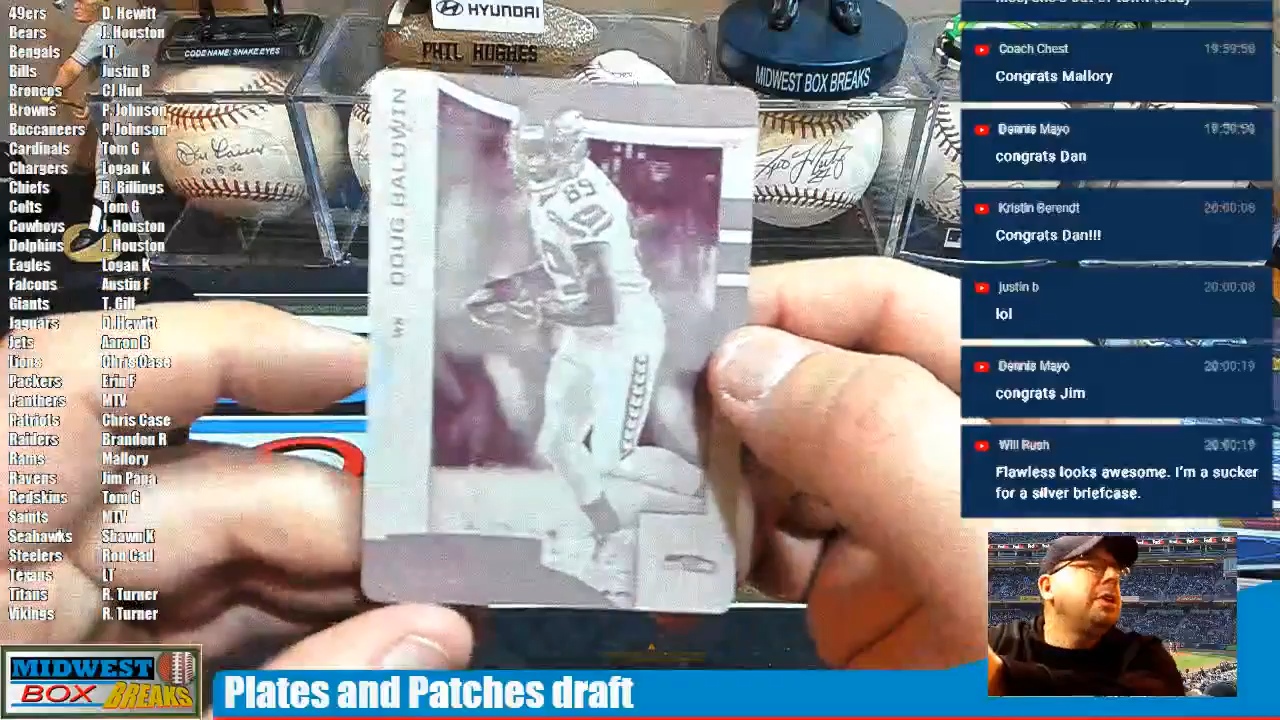 49ers D. Hewitt
Bears J. Houston
Bengals LT
Bills Justin B
Broncos CJ Hud
Browns P. Johnson
Buccaneers P. Johnson
Cardinals Tom G
Chargers Logan K
Chiefs R. Billings
Colts Tom G
Cowboys J. Houston
Dolphins J. Houston
Eagles Logan K
Falcons Austin F
Giants T. Gill
Jaguars D. Hewitt
Jets Aaron B
Lions Chris Case
Packers Erin F
Panthers MTV
Patriots Chris Case
Raiders Brandon R
Rams Mallory
Ravens Jim Papa
Redskins Tom G
Saints MTV
Seahawks Shawn K
Steelers Ron Cad
Texans LT
Titans R. Turner
Vikings R. Turner
CODE NAME: SNAKE EYES
HYUNDAI
PHIL HUGHES
MIDWEST BOX BREAKS
WR DOUG BALDWIN
89
Coach Chest 19:59:58
Congrats Mallory
Dennis Mayo
congrats Dan
Kristin Berendt 20:00:08
Congrats Dan!!!
justin b 20:00:08
lol
Dennis Mayo 20:00:19
congrats Jim
Will Rush 20:00:19
Flawless looks awesome. I'm a sucker
for a silver briefcase.
MIDWEST
BOX BREAKS
Plates and Patches draft